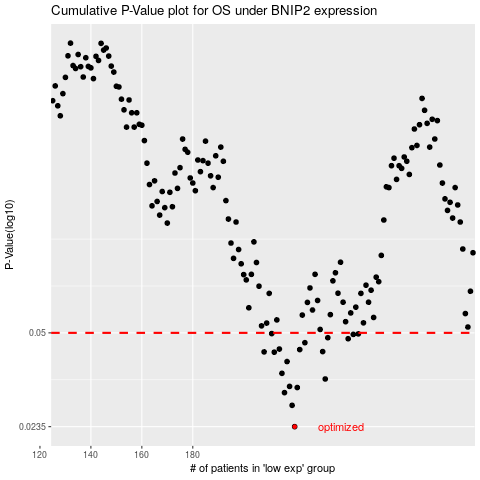 Cumulative P-Value plot for OS under BNIP2 expression
P-Value(log10)
0.05
0.0235
optimized
120 140 160 180
# of patients in 'low exp' group